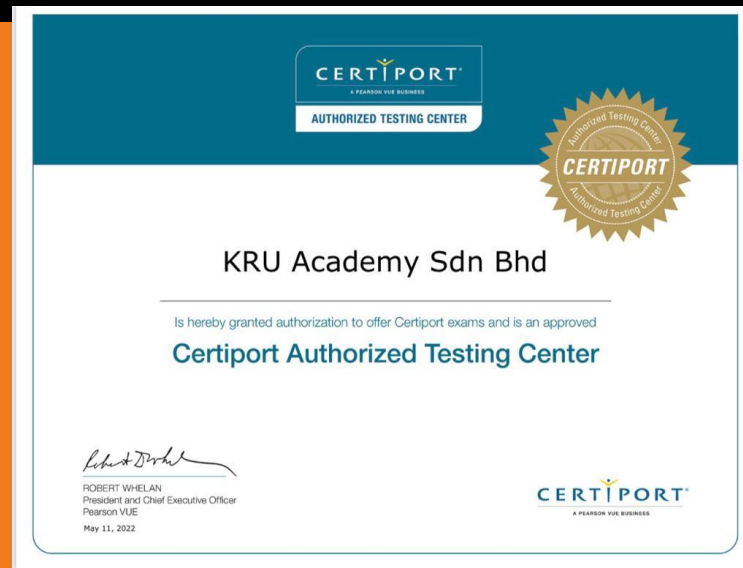 CERTIPORT
A PEARSON VUE BUSINESS
AUTHORIZED TESTING CENTER
Authorized Testing Center
CERTIPORT
Authorized Testing Center
KRU Academy Sdn Bhd
Is hereby granted authorization to offer Certiport exams and is an approved
Certiport Authorized Testing Center
ROBERT WHELAN
President and Chief Executive Officer
Pearson VUE
May 11, 2022
CERTIPORT®
A PEARSON VUE BUSINESS